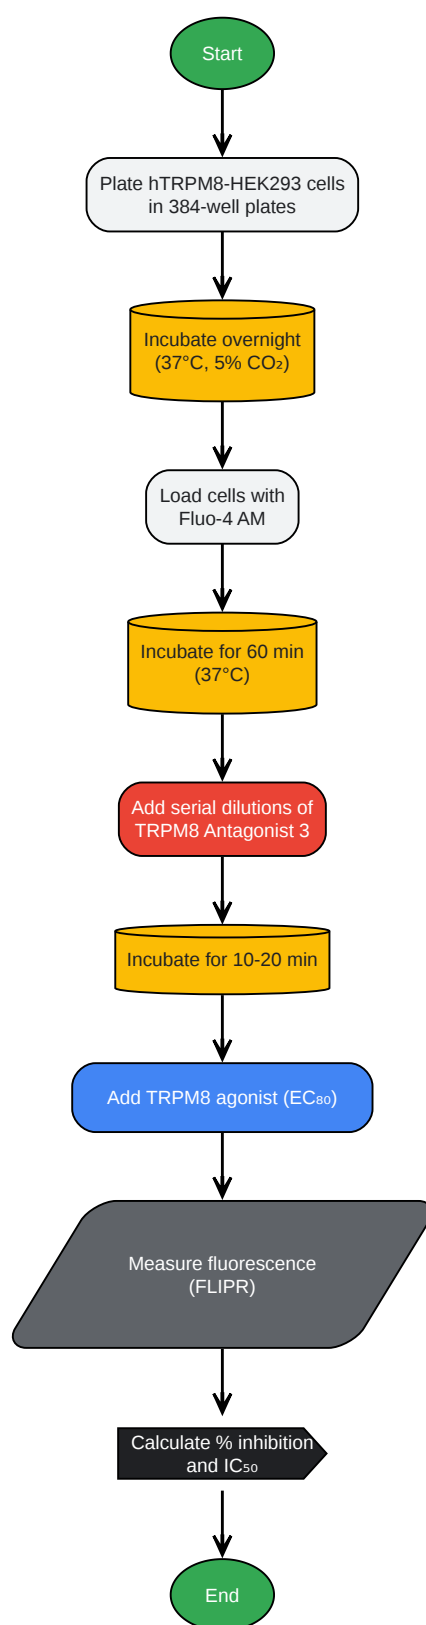 Start
Plate hTRPM8-HEK293 cells
in 384-well plates
Incubate overnight
(37°C, 5% CO₂)
Load cells with
Fluo-4 AM
Incubate for 60 min
(37°C)
Add serial dilutions of
TRPM8 Antagonist 3
Incubate for 10-20 min
Add TRPM8 agonist (EC₈₀)
Measure fluorescence
(FLIPR)
Calculate % inhibition
and IC₅₀
End